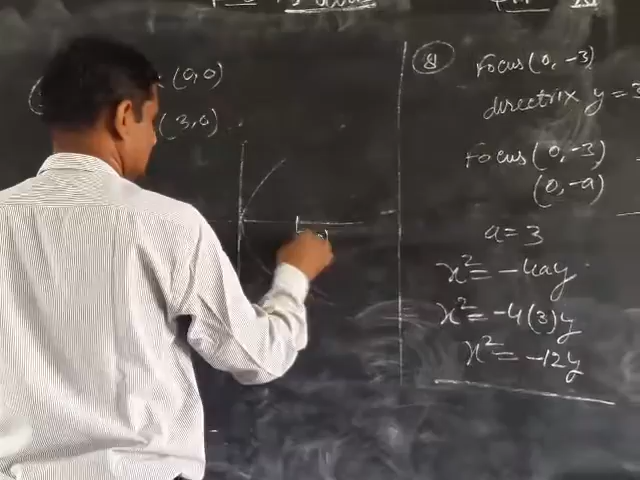 (0,0)
(3,0)
8
Focus (0, -3)
directrix y = 3
Focus (0, -3)
(0, -a)
a = 3
x² = -4ay
x² = -4(3)y
x² = -12y